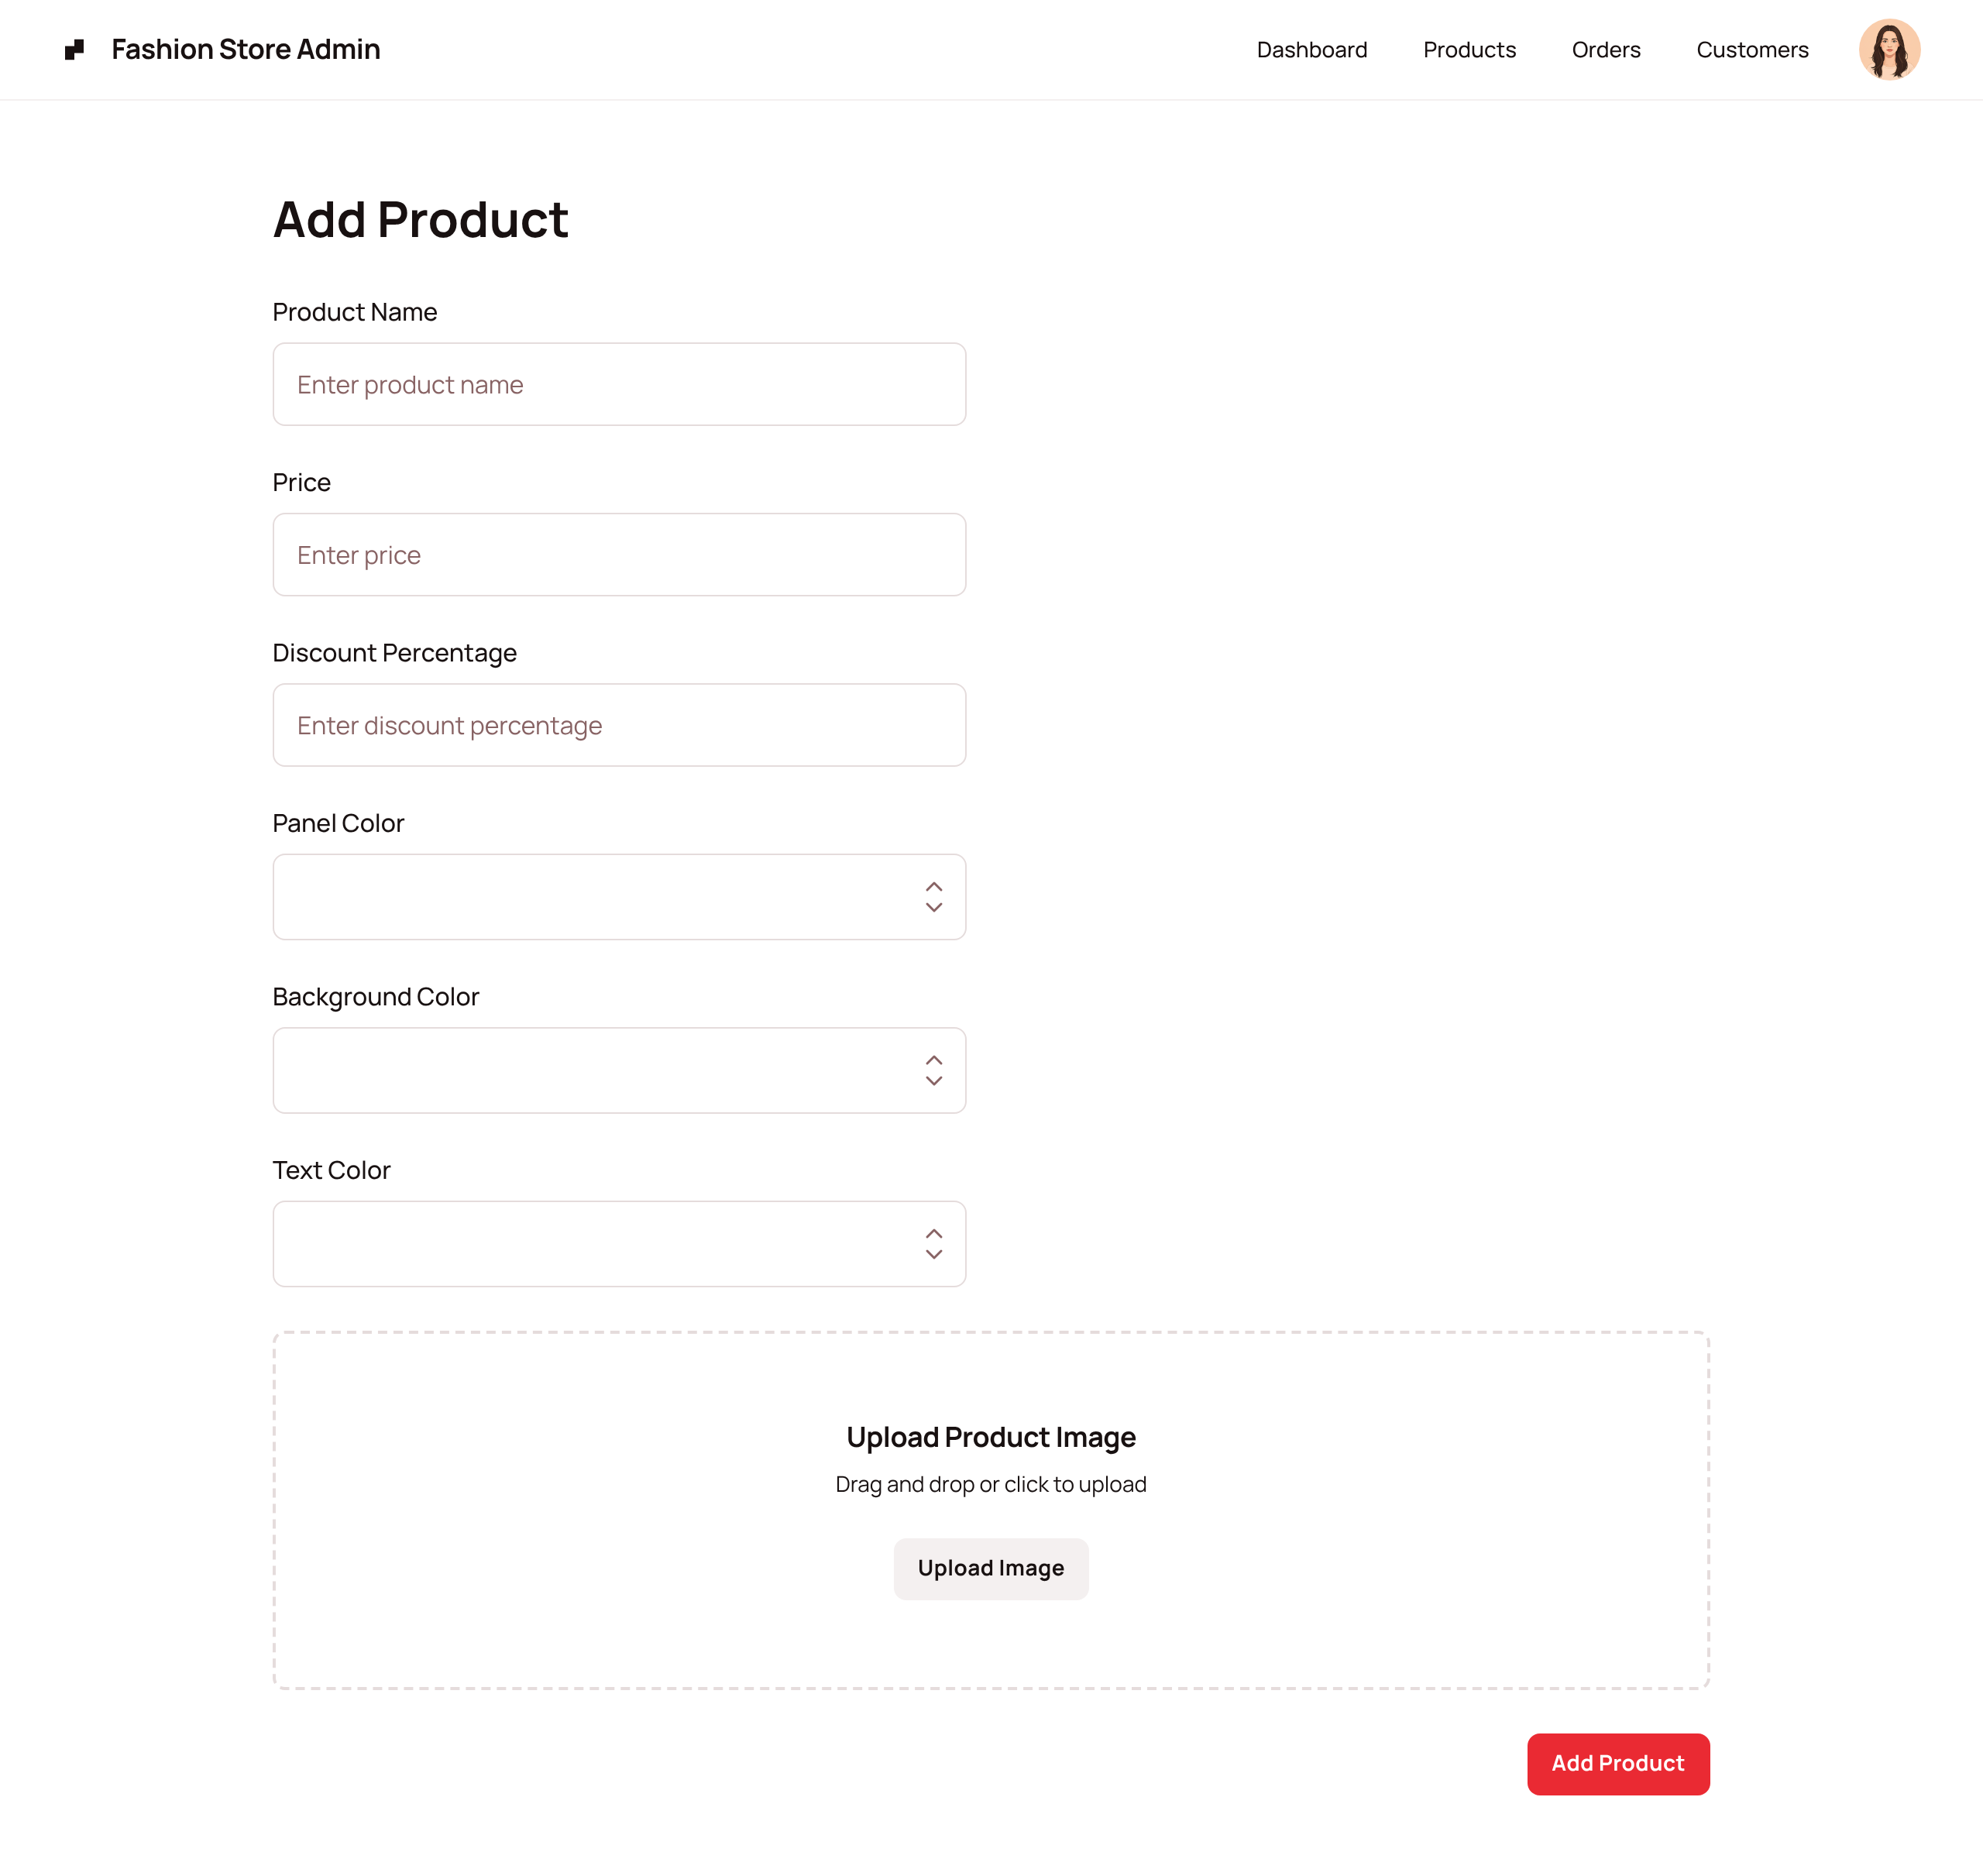 Fashion Store Admin
Dashboard
Products
Orders
Customers
Add Product
Product Name
Enter product name
Price
Enter price
Discount Percentage
Enter discount percentage
Panel Color
Background Color
Text Color
Upload Product Image
Drag and drop or click to upload
Upload Image
Add Product